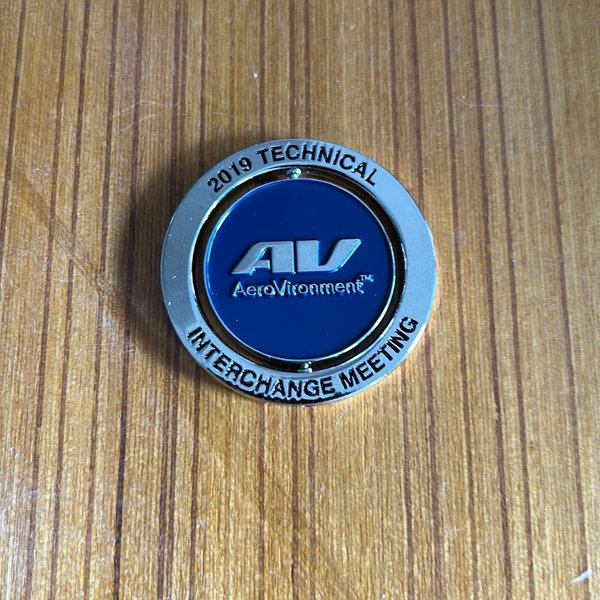 2019 TECHNICAL
AV
AeroVironment™
INTERCHANGE MEETING